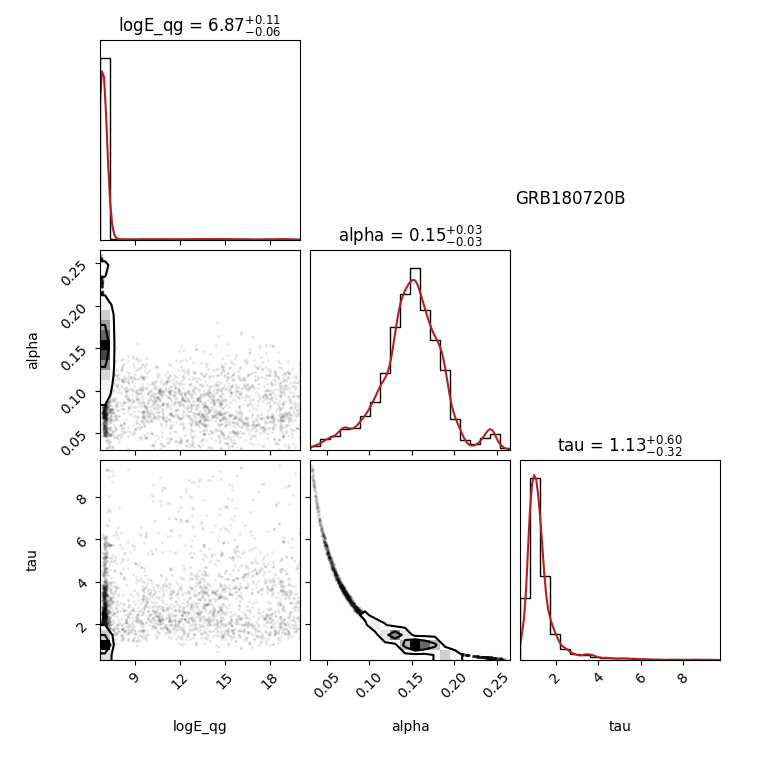 logE_qg = 6.87^{+0.11}_{-0.06}
GRB180720B
alpha = 0.15^{+0.03}_{-0.03}
alpha
0.25
0.20
0.15
0.10
0.05
tau = 1.13^{+0.60}_{-0.32}
tau
8
6
4
2
9 12 15 18
0.05 0.10 0.15 0.20 0.25
2 4 6 8
logE_qg alpha tau